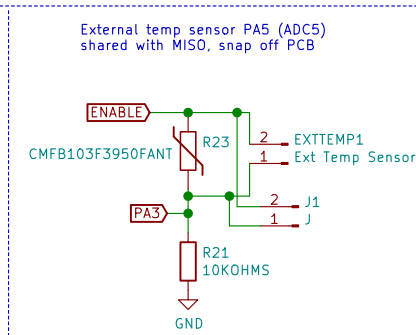 External temp sensor PA5 (ADC5)
shared with MISO, snap off PCB
ENABLE
R23
CMFB103F3950FANT
2 EXTTEMP1
1 Ext Temp Sensor
2 J1
1 J
PA3
R21
10KOHMS
GND